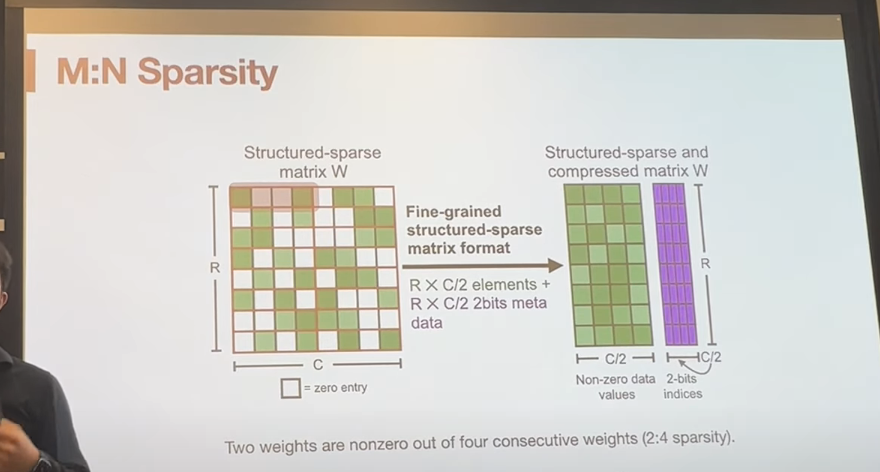 M:N Sparsity
Structured-sparse
matrix W
Structured-sparse and
compressed matrix W
Fine-grained
structured-sparse
matrix format
R
R X C/2 elements +
R X C/2 2bits meta
data
R
C
= zero entry
C/2
C/2
Non-zero data
values
2-bits
indices
Two weights are nonzero out of four consecutive weights (2:4 sparsity).